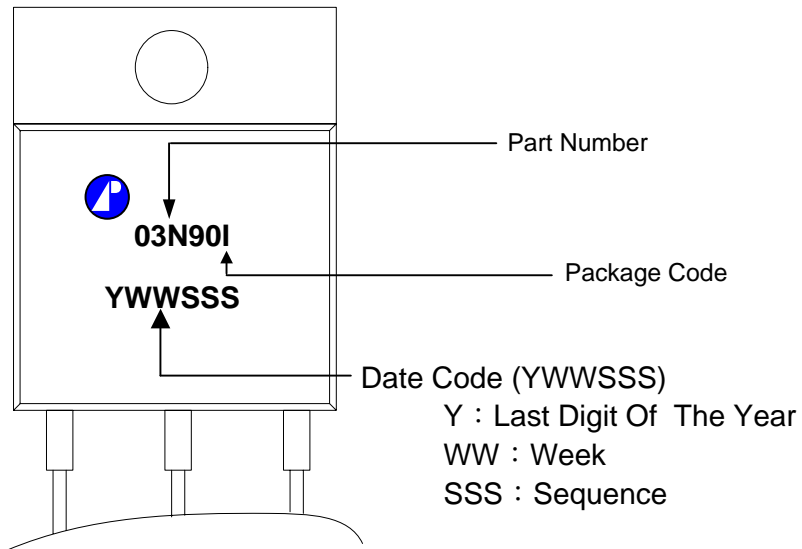 Part Number
03N90I
Package Code
YWWSSS
Date Code (YWWSSS)
Y：Last Digit Of The Year
WW：Week
SSS：Sequence